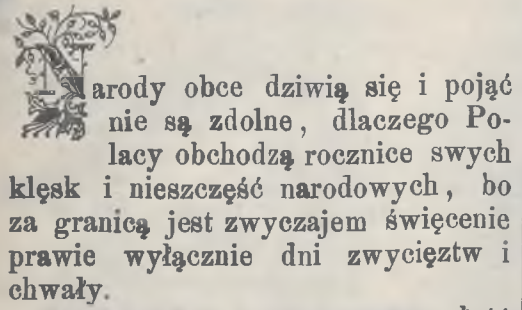 Narody obce dziwią się i pojąć
nie są zdolne, dlaczego Po-
lacy obchodzą rocznice swych
klęsk i nieszczęść narodowych, bo
za granicą jest zwyczajem święcenie
prawie wyłącznie dni zwycięztw i
chwały.